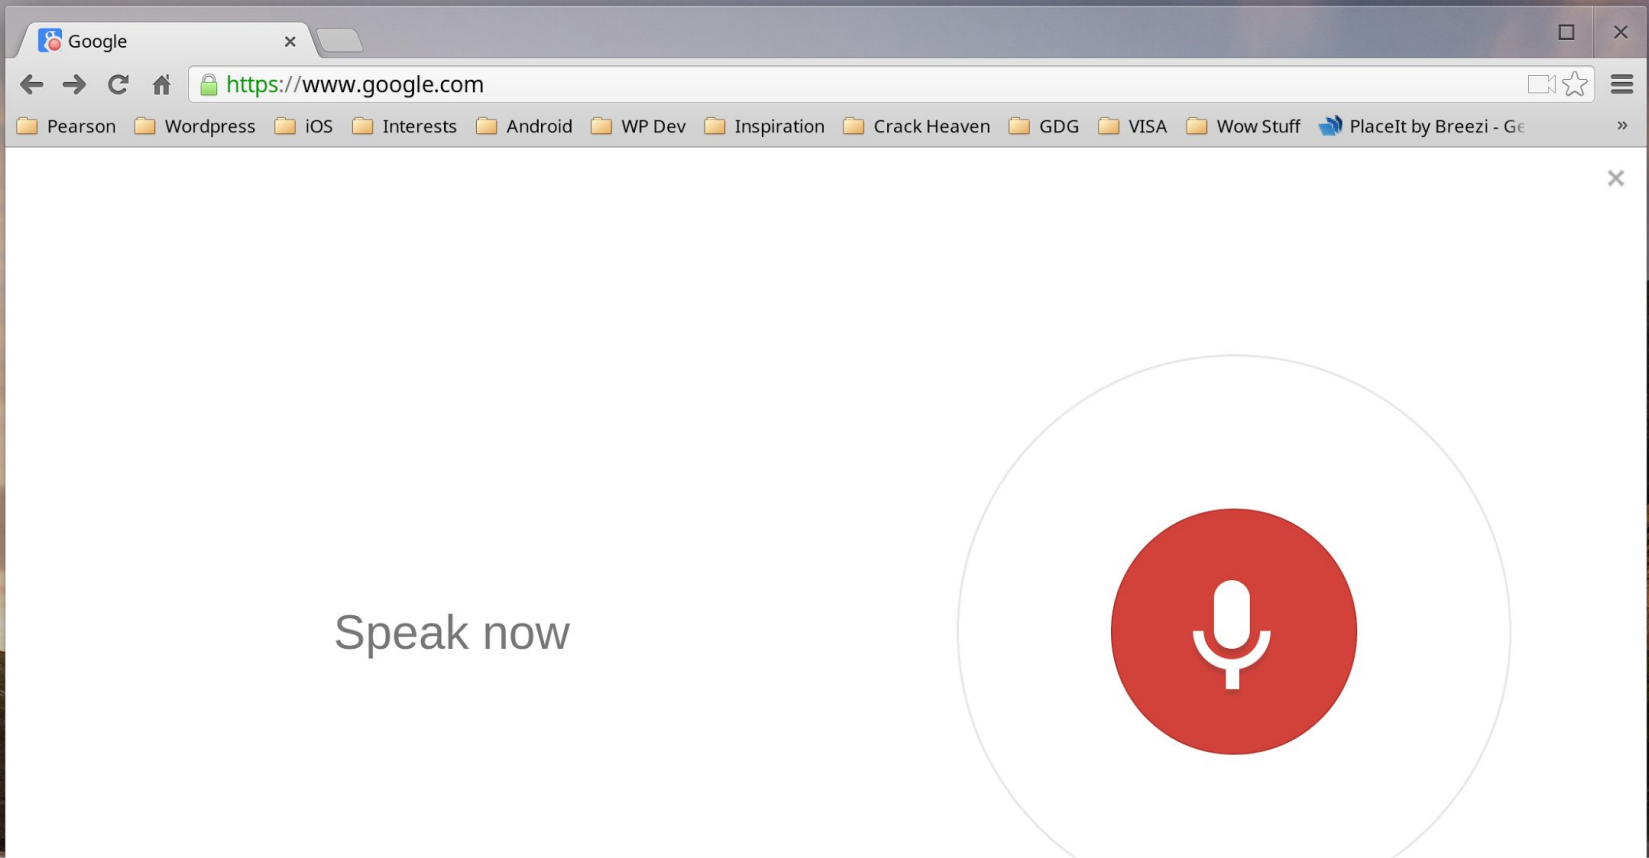 Google
https://www.google.com
Pearson Wordpress iOS Interests Android WP Dev Inspiration Crack Heaven GDG VISA Wow Stuff PlaceIt by Breezi - Ge »
Speak now